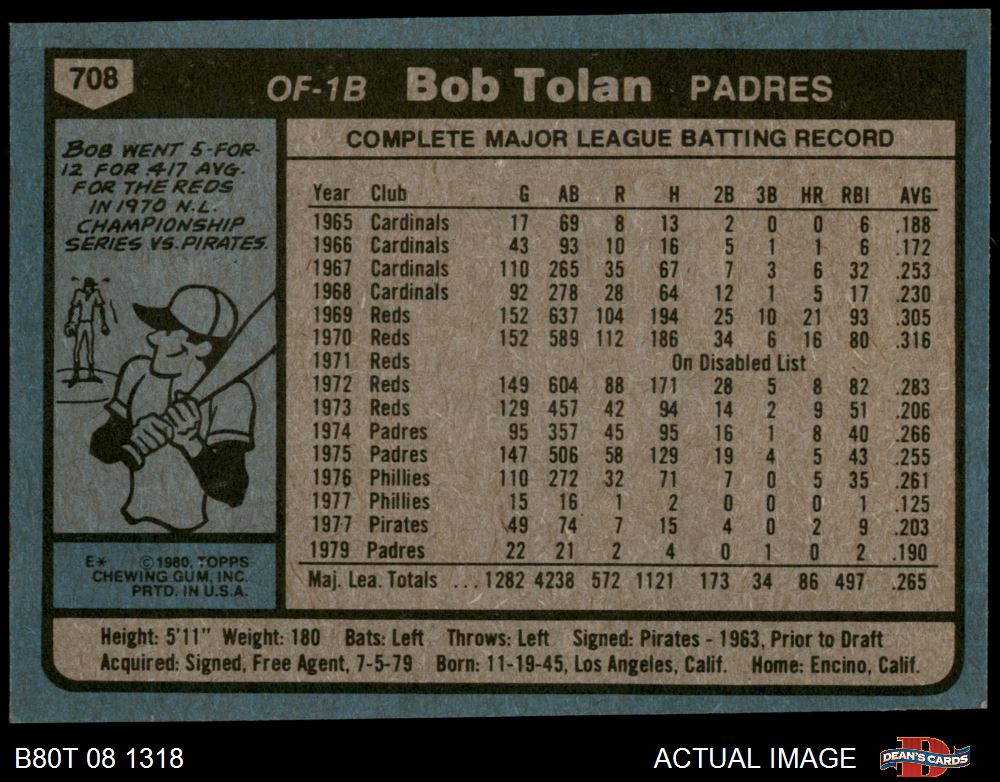 708
OF-1B Bob Tolan PADRES
BOB WENT 5-FOR-
12 FOR .417 AVG.
FOR THE REDS
IN 1970 N.L.
CHAMPIONSHIP
SERIES VS. PIRATES.
E* © 1980, TOPPS
CHEWING GUM, INC.
PRTD. IN U.S.A.
COMPLETE MAJOR LEAGUE BATTING RECORD
Year Club G AB R H 2B 3B HR RBI AVG
1965 Cardinals 17 69 8 13 2 0 0 6 .188
1966 Cardinals 43 93 10 16 5 1 1 6 .172
1967 Cardinals 110 265 35 67 7 3 6 32 .253
1968 Cardinals 92 278 28 64 12 1 5 17 .230
1969 Reds 152 637 104 194 25 10 21 93 .305
1970 Reds 152 589 112 186 34 6 16 80 .316
1971 Reds On Disabled List
1972 Reds 149 604 88 171 28 5 8 82 .283
1973 Reds 129 457 42 94 14 2 9 51 .206
1974 Padres 95 357 45 95 16 1 8 40 .266
1975 Padres 147 506 58 129 19 4 5 43 .255
1976 Phillies 110 272 32 71 7 0 5 35 .261
1977 Phillies 15 16 1 2 0 0 0 1 .125
1977 Pirates 49 74 7 15 4 0 2 9 .203
1979 Padres 22 21 2 4 0 1 0 2 .190
Maj. Lea. Totals ...1282 4238 572 1121 173 34 86 497 .265
Height: 5'11" Weight: 180 Bats: Left Throws: Left Signed: Pirates - 1963, Prior to Draft
Acquired: Signed, Free Agent, 7-5-79 Born: 11-19-45, Los Angeles, Calif. Home: Encino, Calif.
B80T 08 1318 ACTUAL IMAGE DEAN'S CARDS